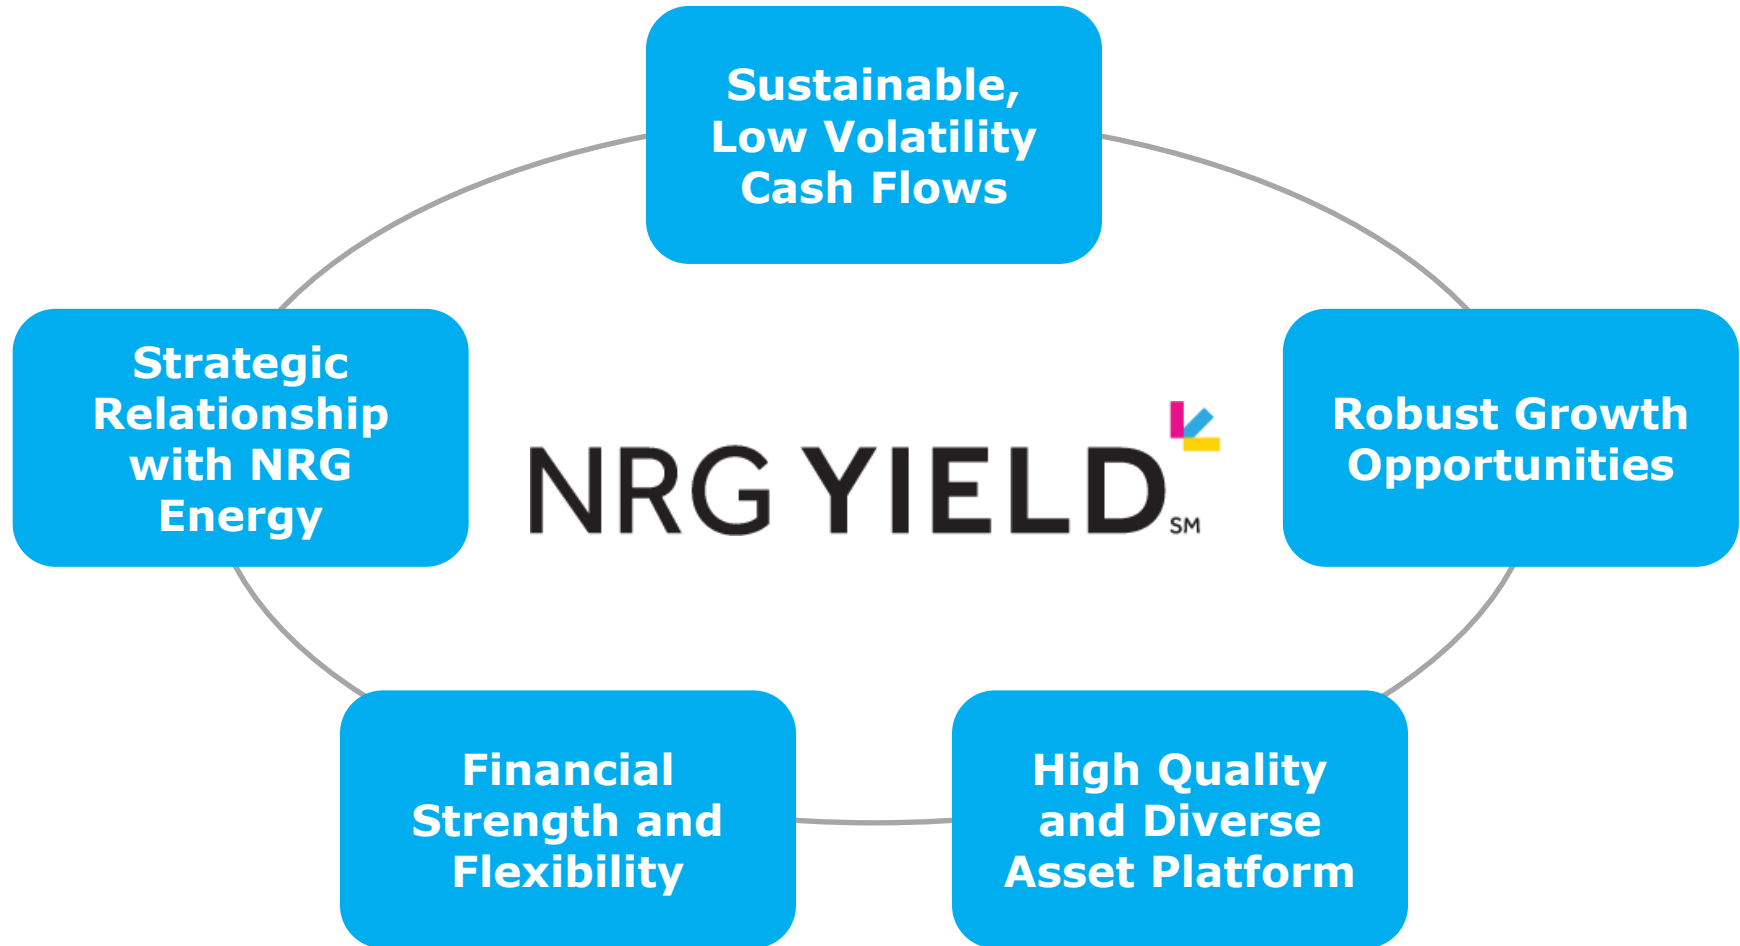 Sustainable,
Low Volatility
Cash Flows
Strategic
Relationship
with NRG
Energy
NRG YIELD SM
Robust Growth
Opportunities
Financial
Strength and
Flexibility
High Quality
and Diverse
Asset Platform